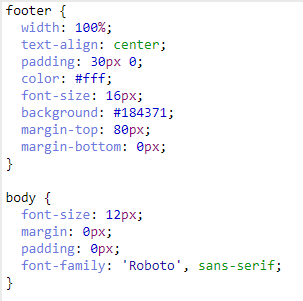 footer {
  width: 100%;
  text-align: center;
  padding: 30px 0;
  color: #fff;
  font-size: 16px;
  background: #184371;
  margin-top: 80px;
  margin-bottom: 0px;
}

body {
  font-size: 12px;
  margin: 0px;
  padding: 0px;
  font-family: 'Roboto', sans-serif;
}